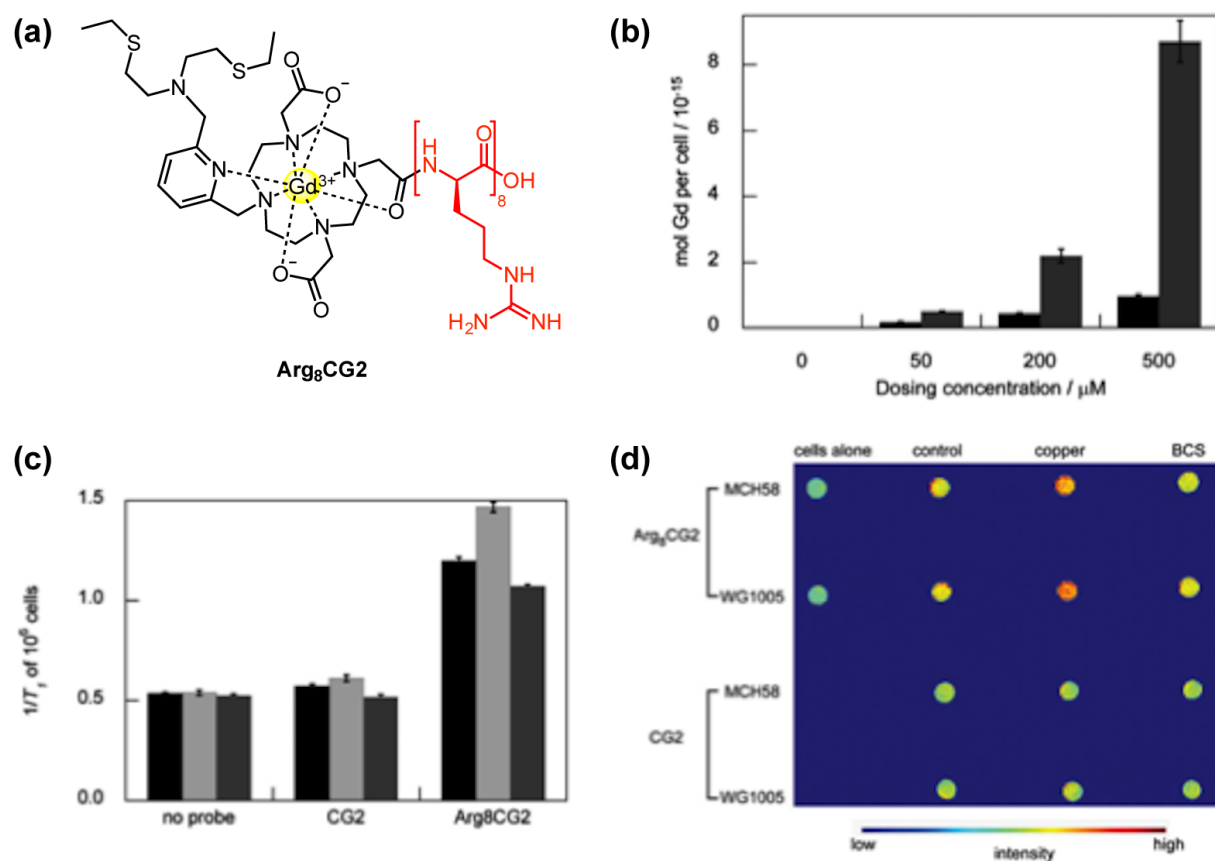 (a)
S
S
N
O
O−
N
N
N
N
N
Gd3+
O
O−
O
H
N
O
OH
8
NH
H2N
NH
Arg8CG2
(b)
mol Gd per cell / 10-15
8
6
4
2
0
0 50 200 500
Dosing concentration / μM
(c)
1/T1 of 106 cells
1.5
1.0
0.5
0.0
no probe CG2 Arg8CG2
(d)
cells alone control copper BCS
MCH58
Arg8CG2
WG1005
MCH58
CG2
WG1005
low intensity high